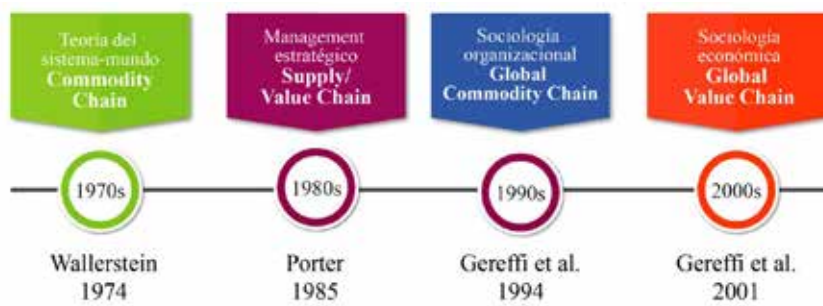 Teoría del
sistema-mundo
Commodity
Chain
Management
estratégico
Supply/
Value Chain
Sociología
organizacional
Global
Commodity Chain
Sociología
económica
Global
Value Chain
1970s
1980s
1990s
2000s
Wallerstein
1974
Porter
1985
Gereffi et al.
1994
Gereffi et al.
2001